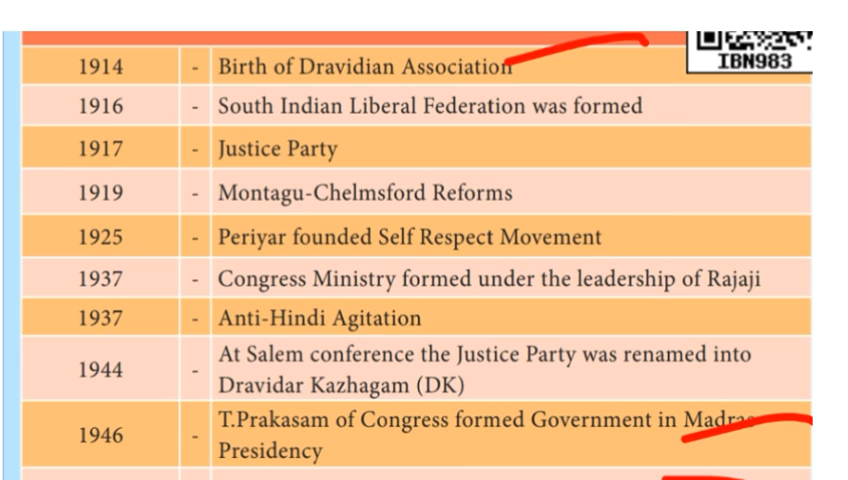 IBN983
1914 - Birth of Dravidian Association
1916 - South Indian Liberal Federation was formed
1917 - Justice Party
1919 - Montagu-Chelmsford Reforms
1925 - Periyar founded Self Respect Movement
1937 - Congress Ministry formed under the leadership of Rajaji
1937 - Anti-Hindi Agitation
1944 - At Salem conference the Justice Party was renamed into
Dravidar Kazhagam (DK)
1946 - T.Prakasam of Congress formed Government in Madras
Presidency